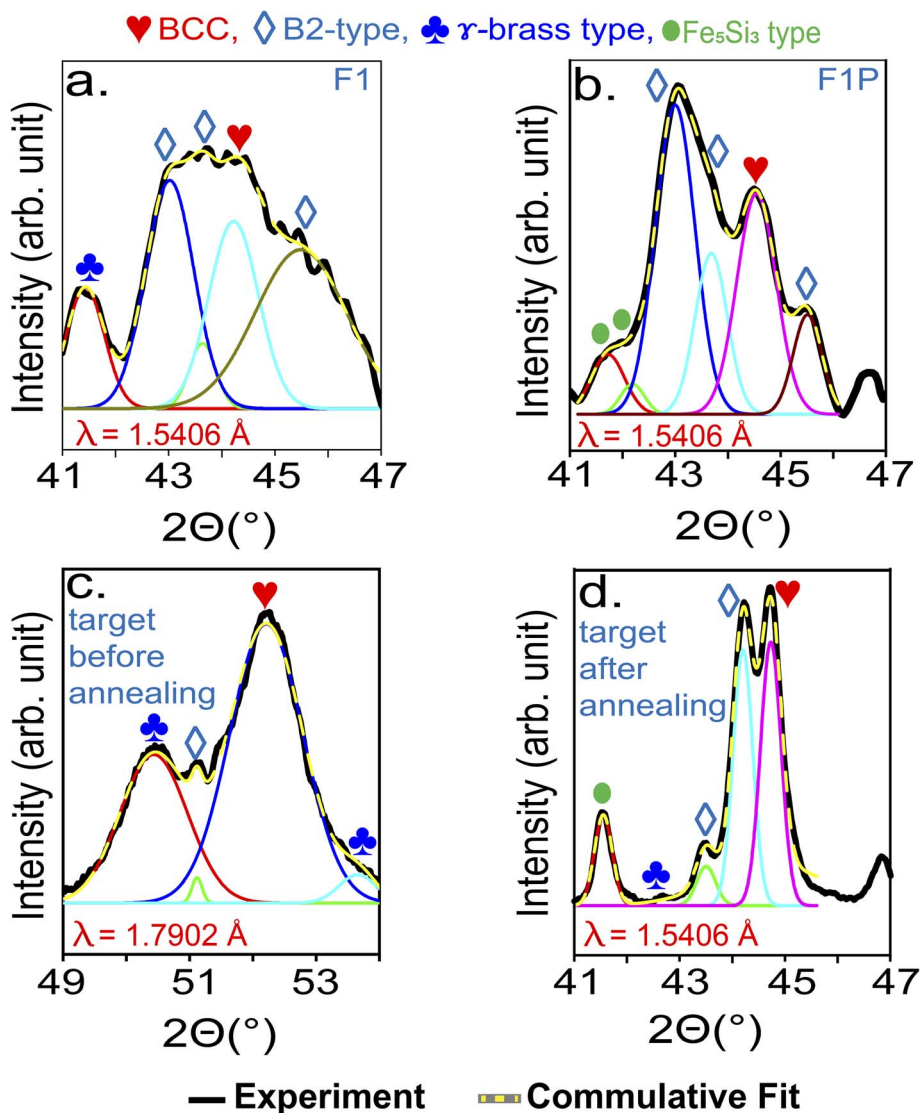 BCC, B2-type, ɤ-brass type, Fe₅Si₃ type
a. F1
Intensity (arb. unit)
λ = 1.5406 Å
41 43 45 47
2Θ(°)
b. F1P
Intensity (arb. unit)
λ = 1.5406 Å
41 43 45 47
2Θ(°)
c.
target
before
annealing
Intensity (arb. unit)
λ = 1.7902 Å
49 51 53
2Θ(°)
d.
target
after
annealing
Intensity (arb. unit)
λ = 1.5406 Å
41 43 45 47
2Θ(°)
Experiment Commulative Fit